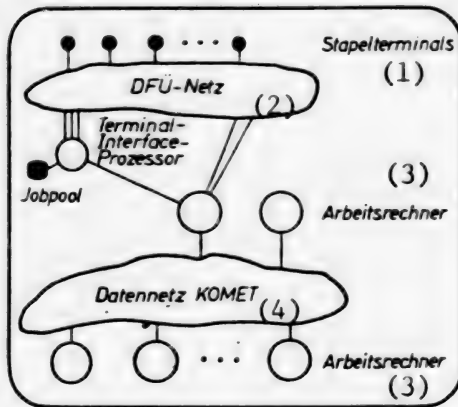 Stapelterminals
(1)
DFÜ-Netz
(2)
Terminal-
Interface-
Prozessor
(3)
Jobpool
Arbeitsrechner
Datennetz KOMET
(4)
Arbeitsrechner
(3)